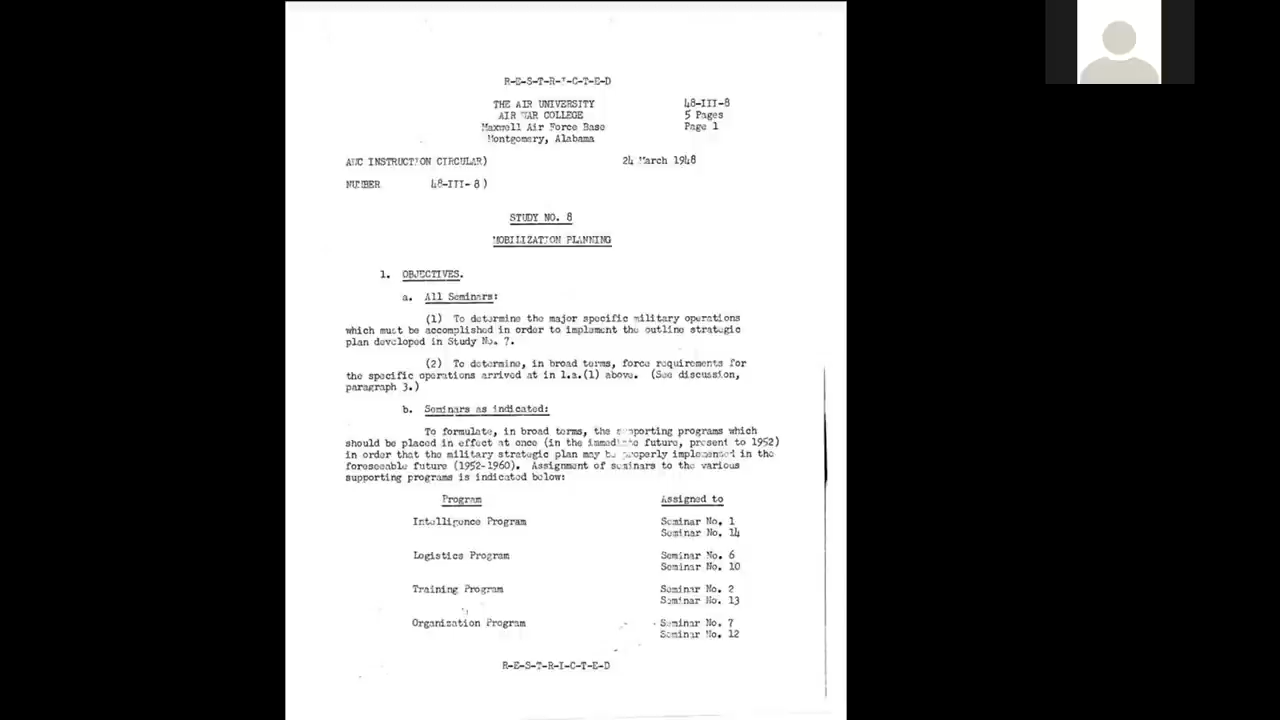 R-E-S-T-R-I-C-T-E-D
THE AIR UNIVERSITY 48-III-8
AIR WAR COLLEGE 5 Pages
Maxwell Air Force Base Page 1
Montgomery, Alabama
AWC INSTRUCTION CIRCULAR) 24 March 1948
NUMBER 48-III-8)
STUDY NO. 8
MOBILIZATION PLANNING
1. OBJECTIVES.
a. All Seminars:
(1) To determine the major specific military operations
which must be accomplished in order to implement the outline strategic
plan developed in Study No. 7.
(2) To determine, in broad terms, force requirements for
the specific operations arrived at in 1.a.(1) above. (See discussion,
paragraph 3.)
b. Seminars as indicated:
To formulate, in broad terms, the supporting programs which
should be placed in effect at once (in the immediate future, present to 1952)
in order that the military strategic plan may be properly implemented in the
foreseeable future (1952-1960). Assignment of seminars to the various
supporting programs is indicated below:
Program Assigned to
Intelligence Program Seminar No. 1
Seminar No. 14
Logistics Program Seminar No. 6
Seminar No. 10
Training Program Seminar No. 2
Seminar No. 13
Organization Program Seminar No. 7
Seminar No. 12
R-E-S-T-R-I-C-T-E-D